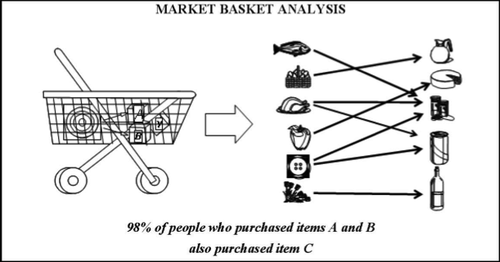 MARKET BASKET ANALYSIS
98% of people who purchased items A and B
also purchased item C